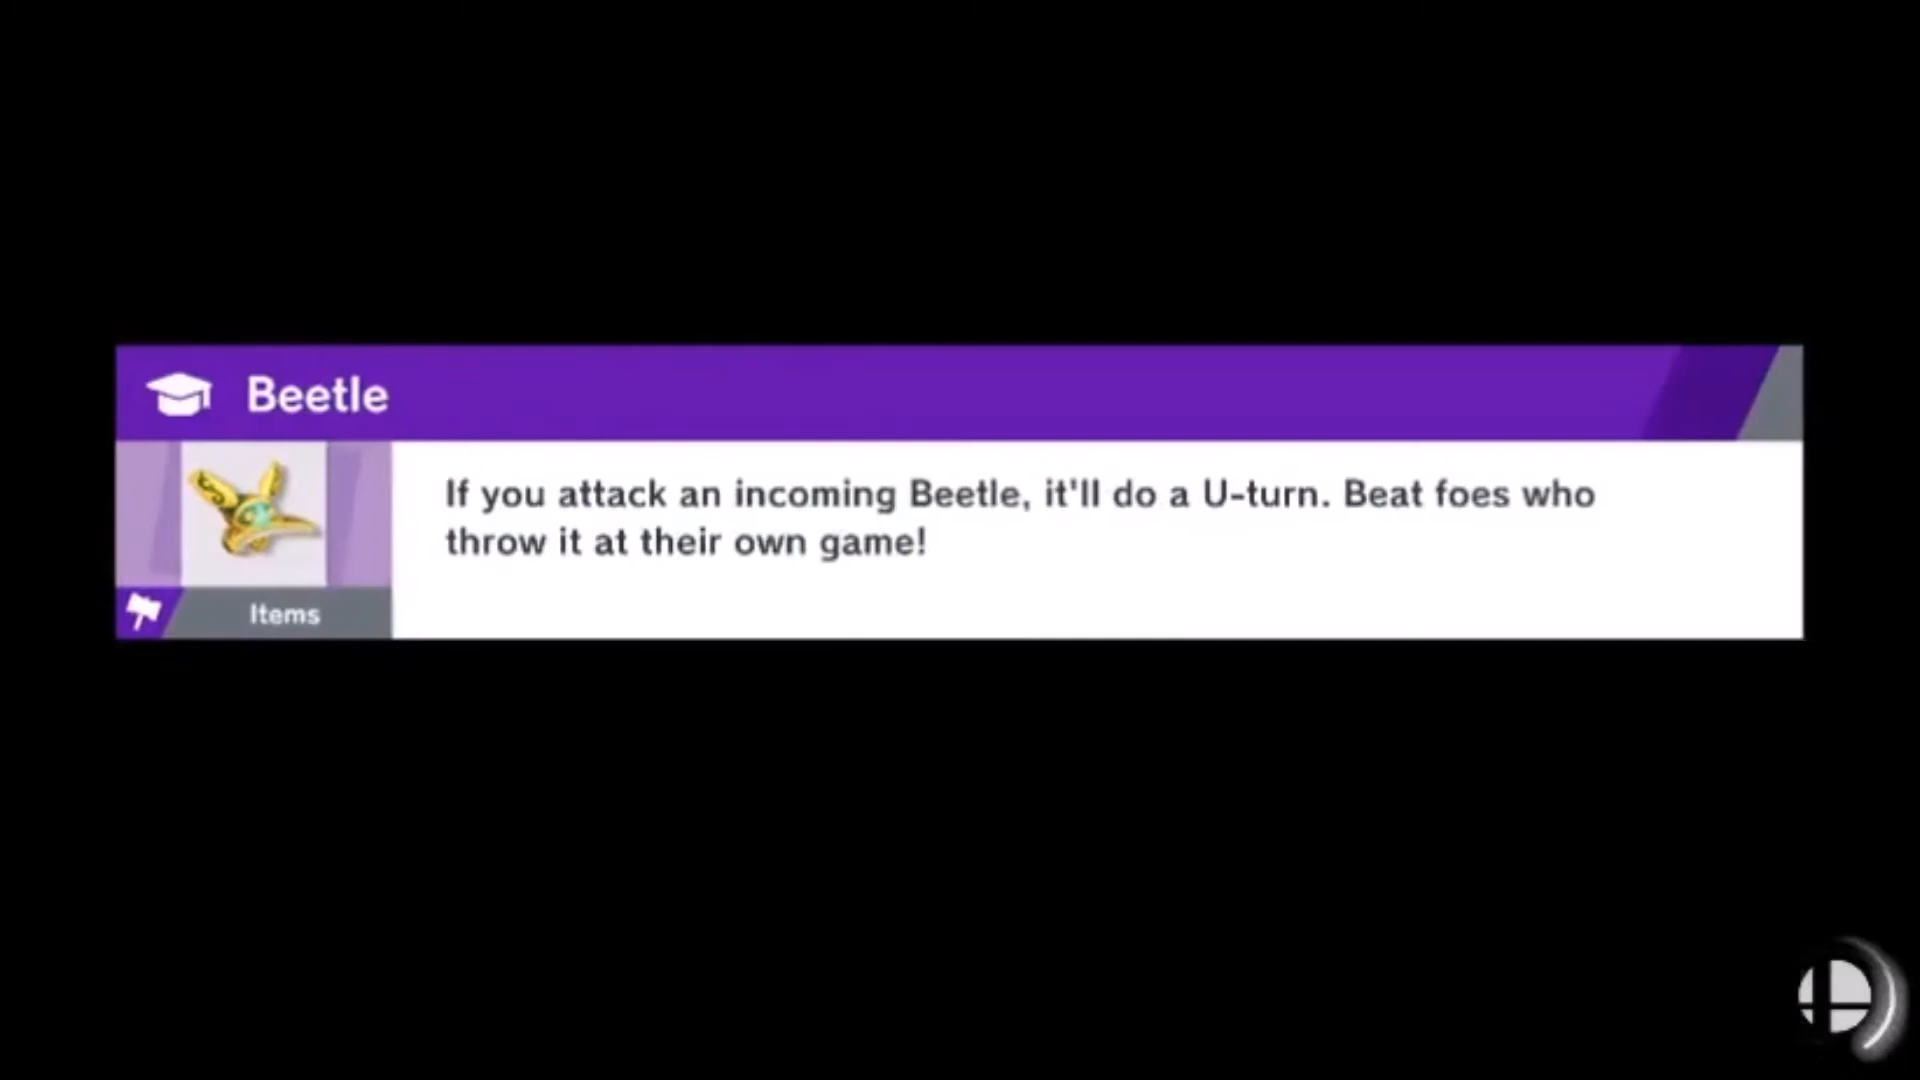 Beetle
If you attack an incoming Beetle, it'll do a U-turn. Beat foes who
throw it at their own game!
Items